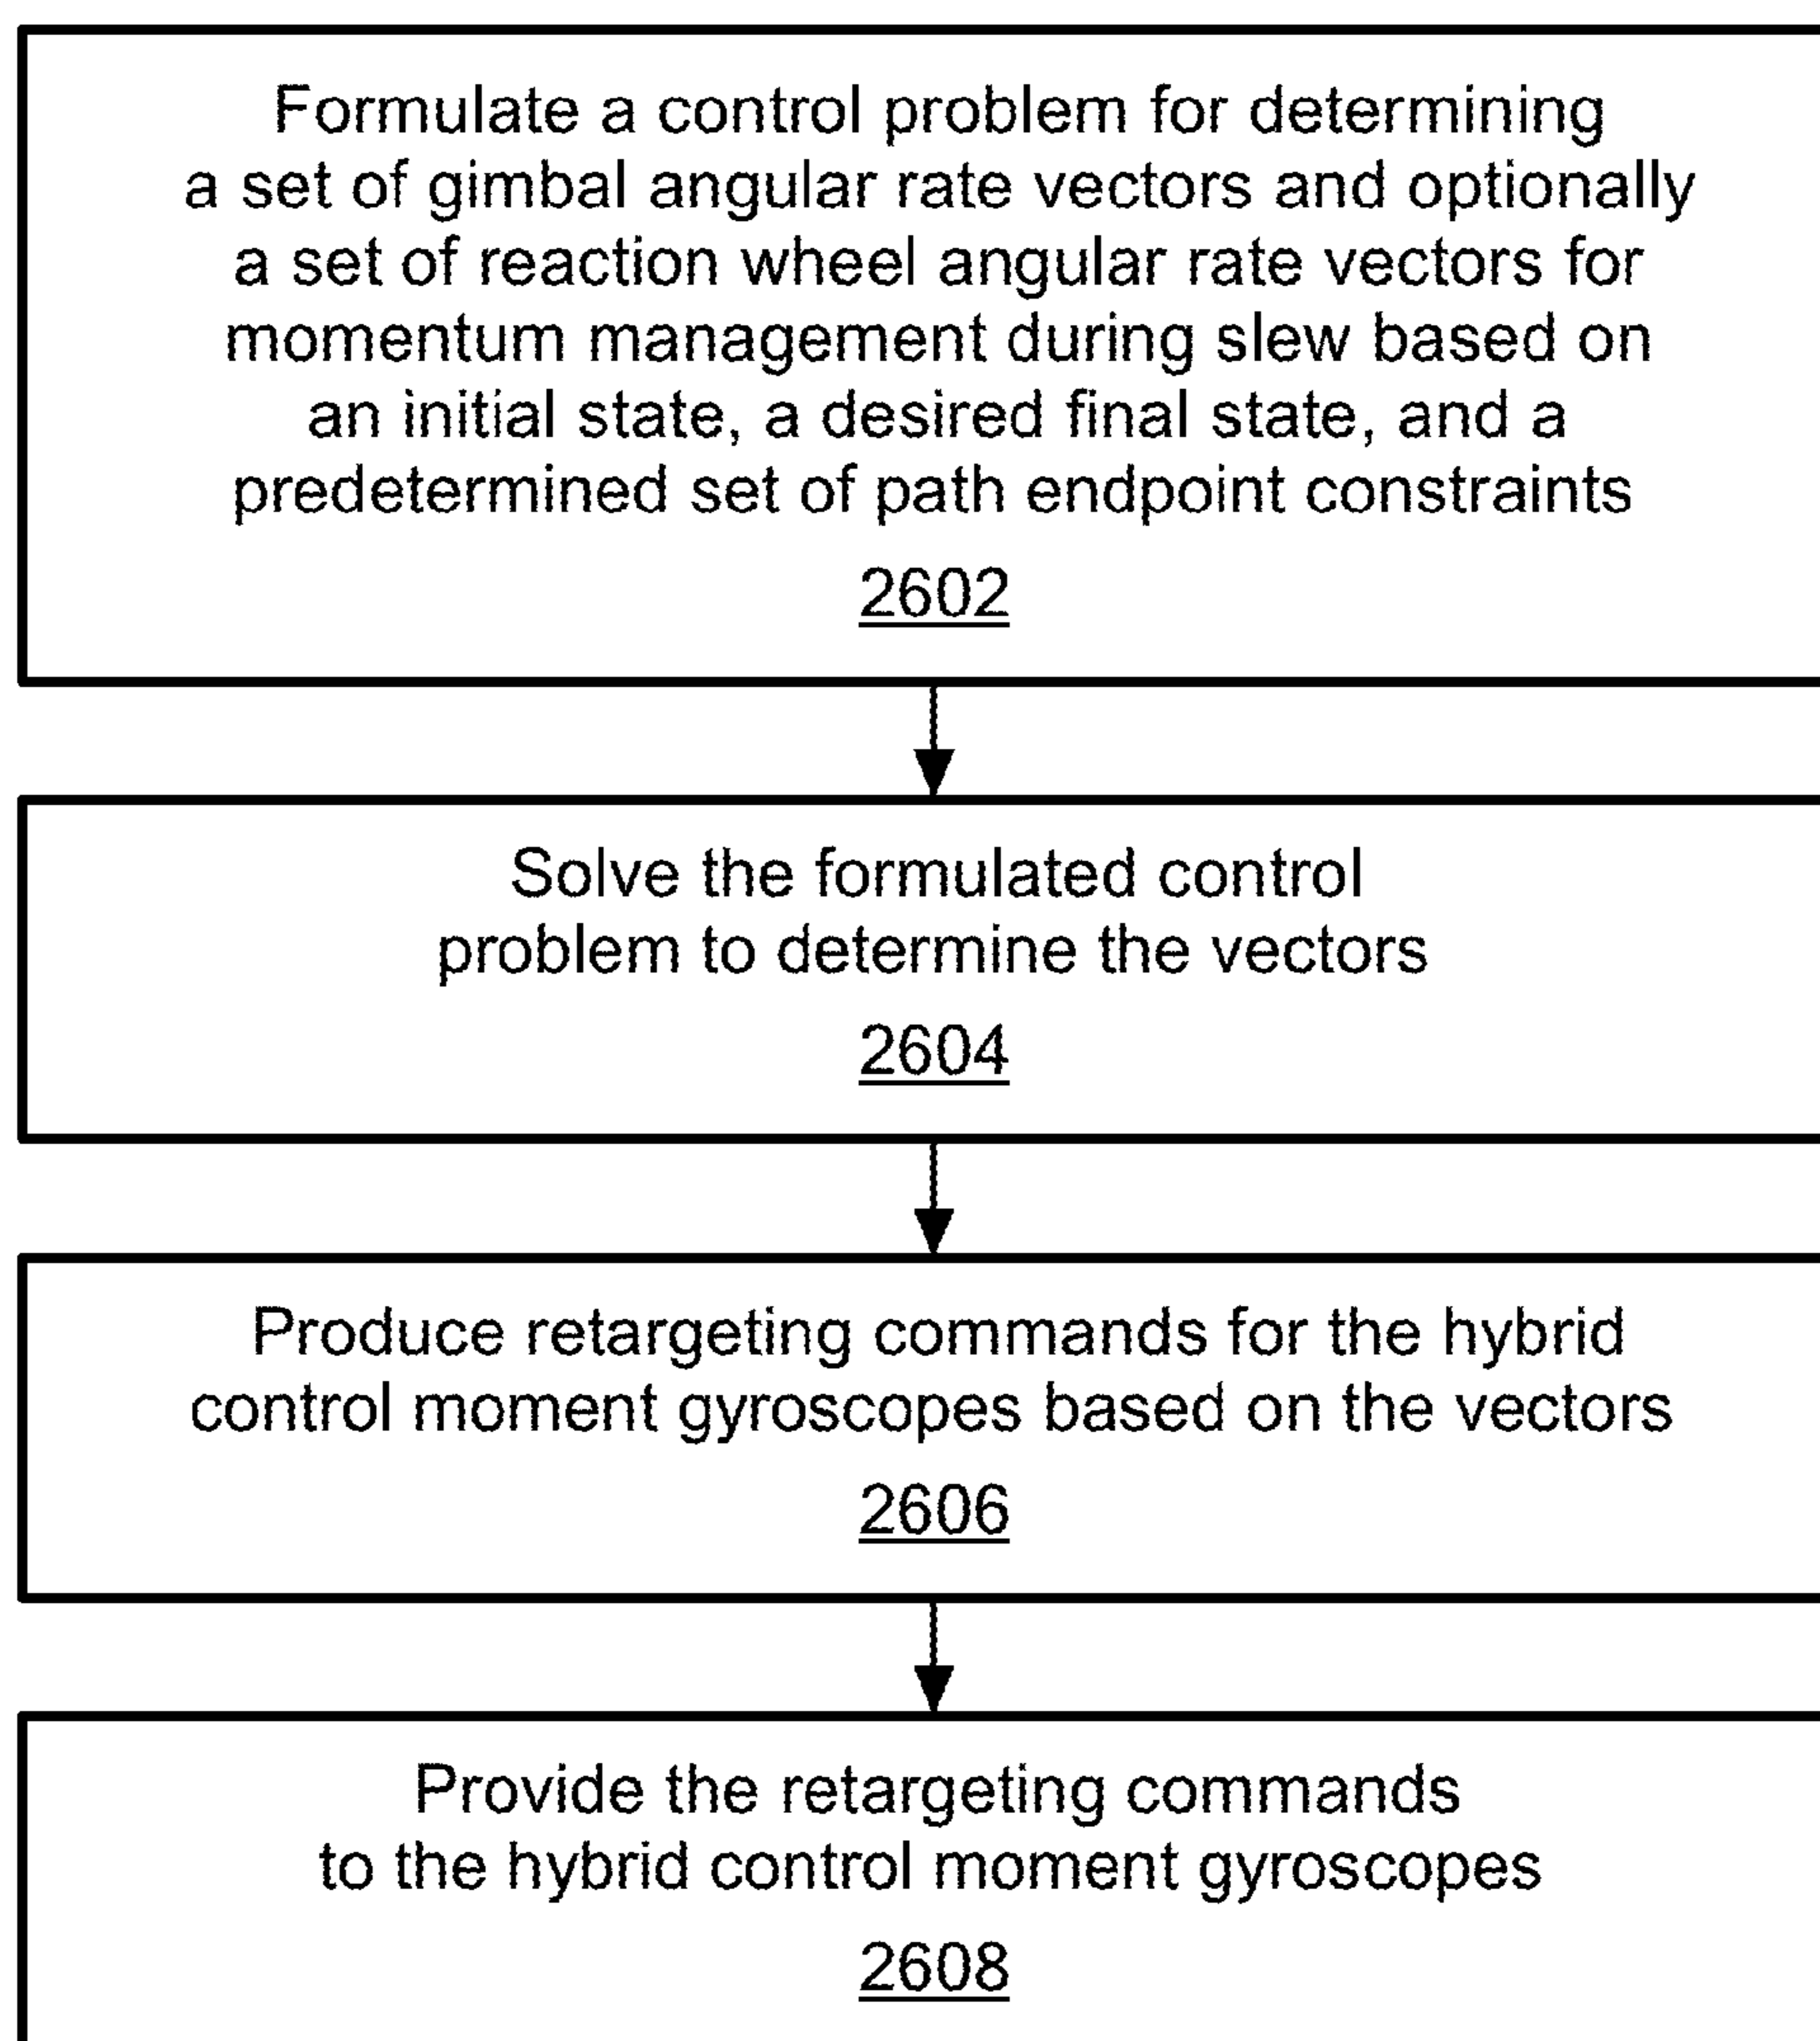 Formulate a control problem for determining
a set of gimbal angular rate vectors and optionally
a set of reaction wheel angular rate vectors for
momentum management during slew based on
an initial state, a desired final state, and a
predetermined set of path endpoint constraints
2602
Solve the formulated control
problem to determine the vectors
2604
Produce retargeting commands for the hybrid
control moment gyroscopes based on the vectors
2606
Provide the retargeting commands
to the hybrid control moment gyroscopes
2608